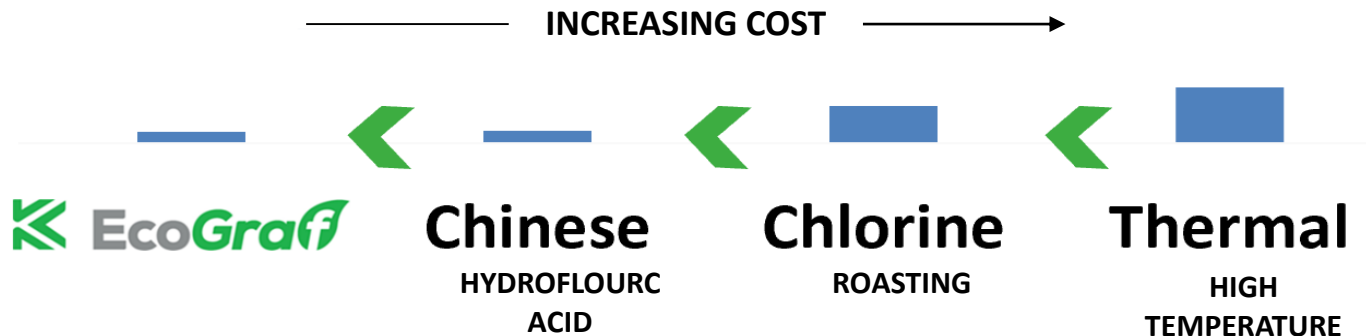 INCREASING COST
EcoGraf
Chinese
Chlorine
Thermal
HYDROFLOURC
ACID
ROASTING
HIGH
TEMPERATURE